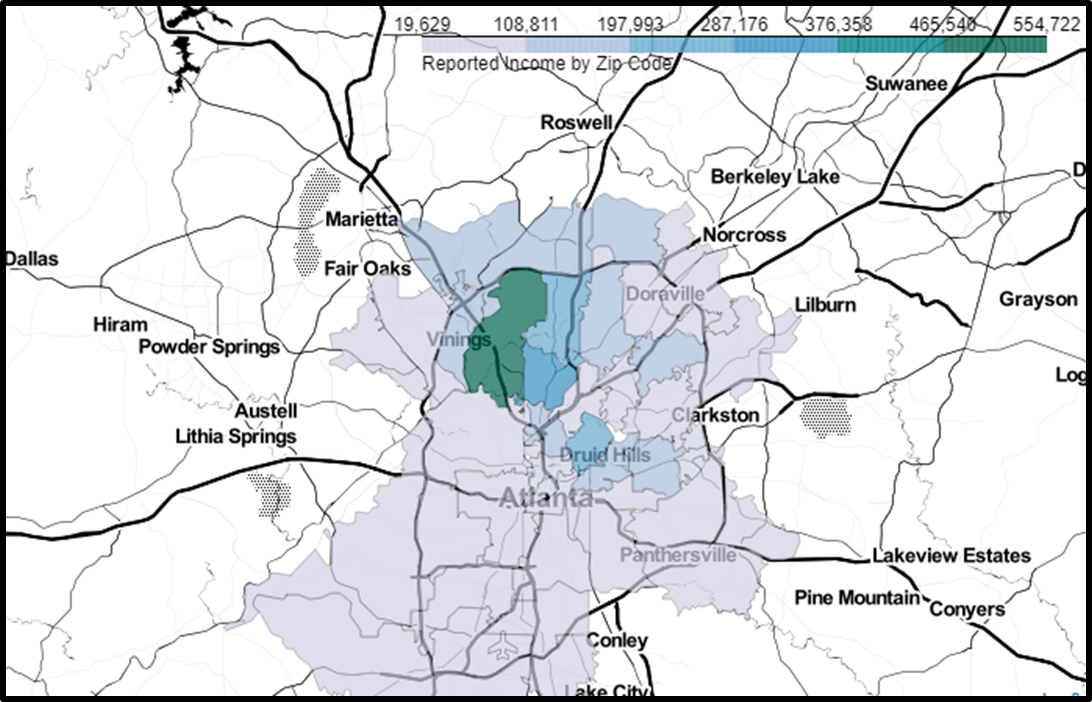 19,629 108,811 197,993 287,176 376,358 465,540 554,722
Reported Income by Zip Code
Suwanee
Roswell
Berkeley Lake
Marietta
Norcross
Dallas
Fair Oaks
Doraville
Grayson
Lilburn
Hiram
Vinings
Powder Springs
Austell
Clarkston
Lithia Springs
Druid Hills
Atlanta
Panthersville
Lakeview Estates
Pine Mountain
Conyers
Conley
Lake City